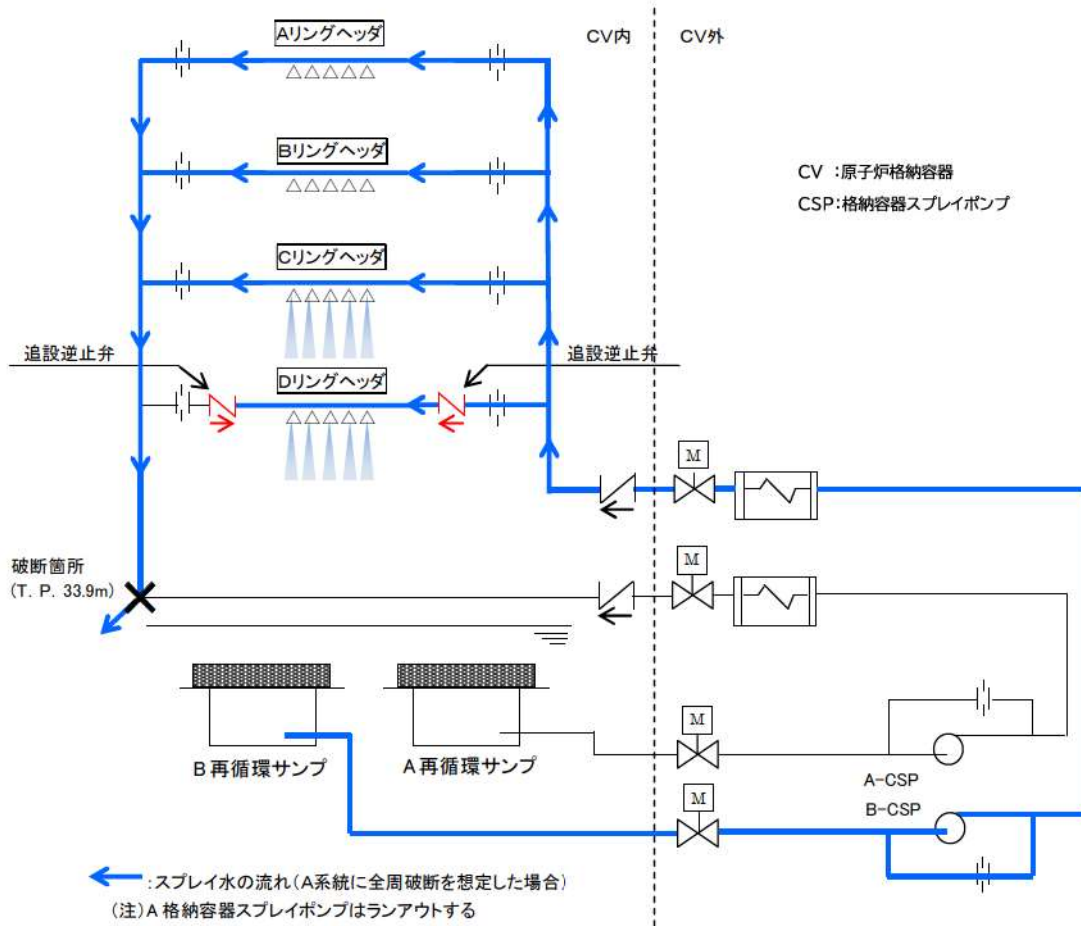 Aリングヘッダ
CV内
CV外
Bリングヘッダ
CV :原子炉格納容器
CSP:格納容器スプレイポンプ
Cリングヘッダ
追設逆止弁
追設逆止弁
Dリングヘッダ
M
破断箇所
(T. P. 33.9m)
M
M
B再循環サンプ
A再循環サンプ
A-CSP
M
B-CSP
:スプレイ水の流れ(A系統に全周破断を想定した場合)
(注)A格納容器スプレイポンプはランアウトする